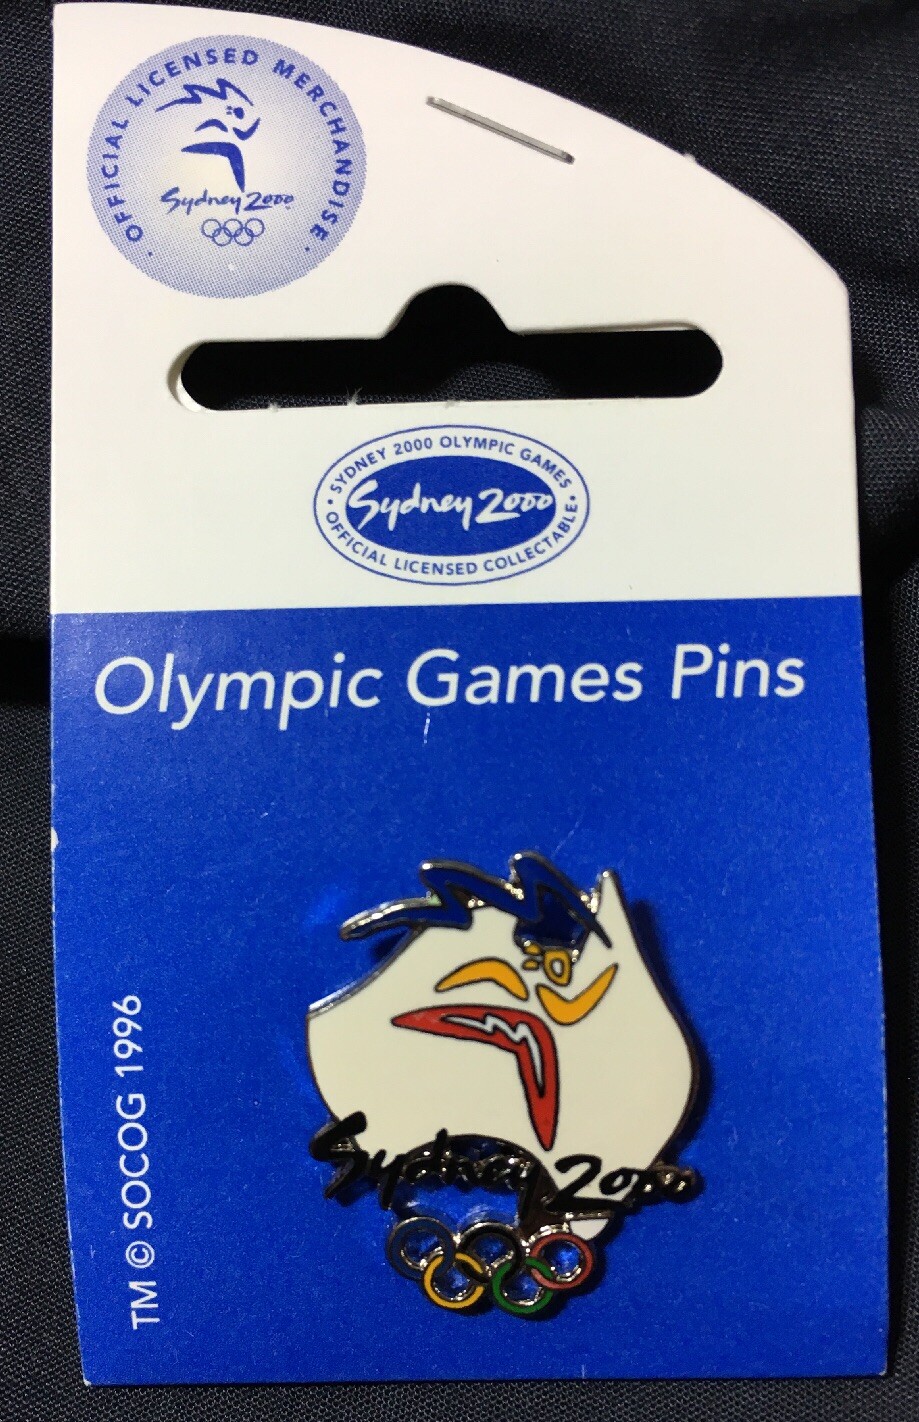 OFFICIAL LICENSED MERCHANDISE
Sydney 2000
SYDNEY 2000 OLYMPIC GAMES
Sydney 2000
OFFICIAL LICENSED COLLECTABLE
Olympic Games Pins
TM © SOCOG 1996
Sydney 2000